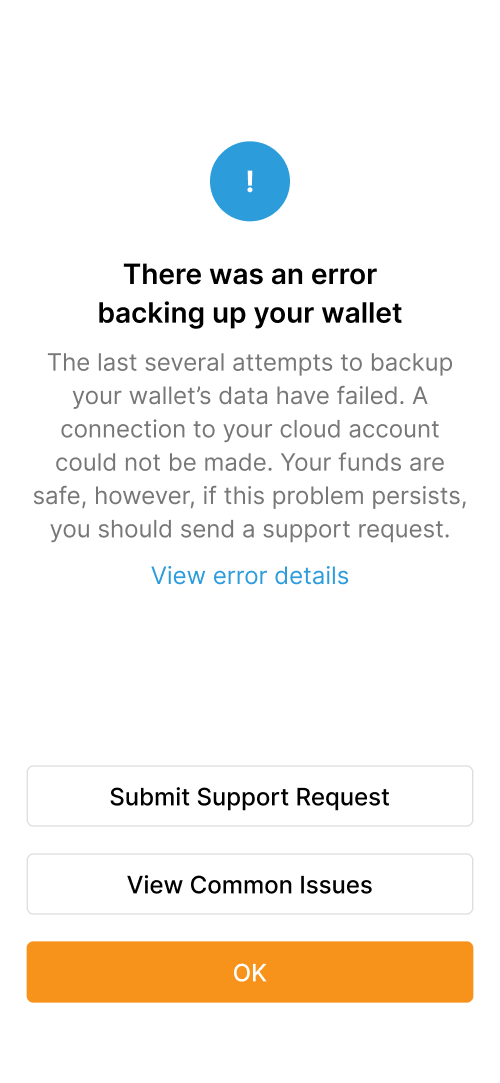 !
There was an error
backing up your wallet
The last several attempts to backup
your wallet’s data have failed. A
connection to your cloud account
could not be made. Your funds are
safe, however, if this problem persists,
you should send a support request.
View error details
Submit Support Request
View Common Issues
OK